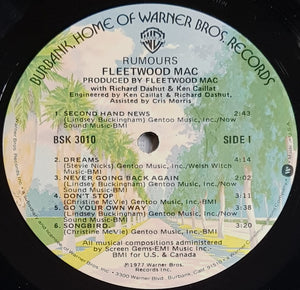 BURBANK, HOME OF WARNER BROS. RECORDS
RUMOURS
FLEETWOOD MAC
PRODUCED BY FLEETWOOD MAC
with Richard Dashut & Ken Caillat
Engineered by Ken Caillat & Richard Dashut,
Assisted by Cris Morris
1. SECOND HAND NEWS 2:43
(Lindsey Buckingham) Gentoo Music, Inc./Now
Sound Music-BMI
BSK 3010 SIDE 1
2. DREAMS 4:14
(Stevie Nicks) Gentoo Music, Inc./Welsh Witch
Music-BMI
3. NEVER GOING BACK AGAIN 2:02
(Lindsey Buckingham) Gentoo Music, Inc./Now
Sound Music-BMI
4. DON'T STOP
(Christine McVie) Gentoo Music, Inc.-BMI
5. GO YOUR OWN WAY
(Lindsey Buckingham) Gentoo Music, Inc./Now
Sound Music-BMI
6. SONGBIRD 3:20
(Christine McVie) Gentoo Music, Inc.-BMI
All musical compositions administered
by Screen Gems-EMI Music Inc.
BMI for U.S. & Canada
℗1977 Warner Bros.
Records Inc.